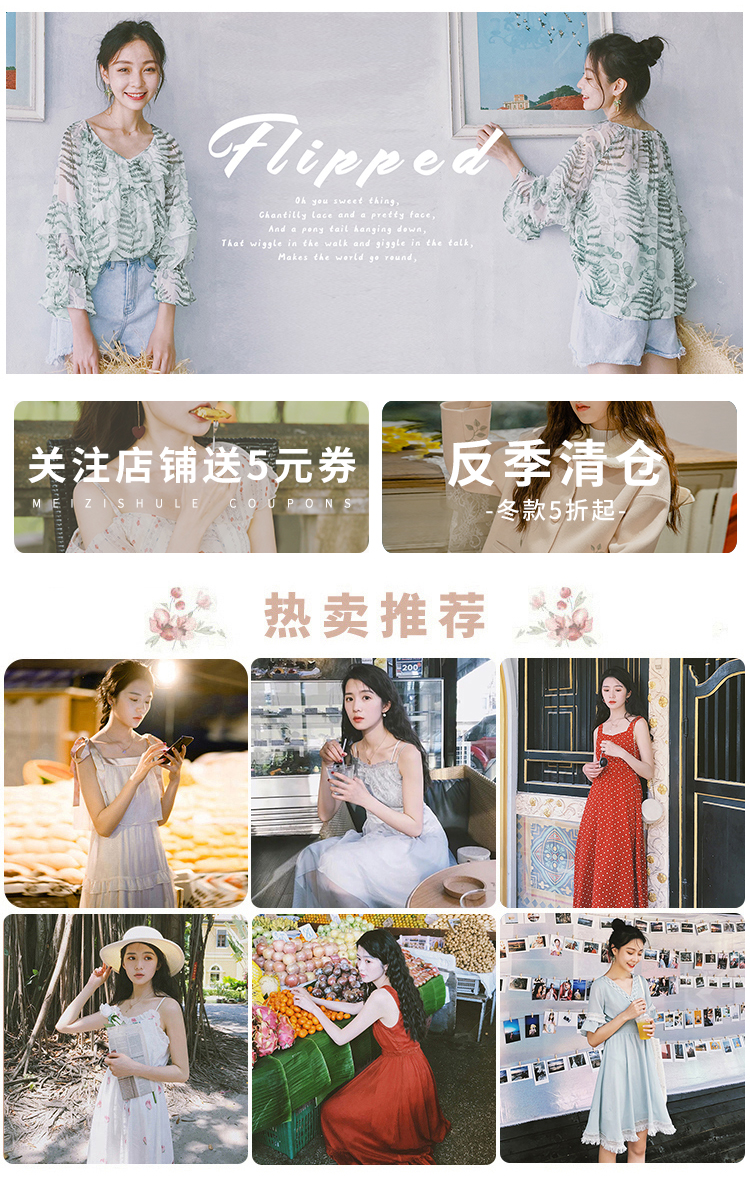 Flipped
Oh you sweet thing,
Chantilly lace and a pretty face,
And a pony tail hanging down,
That wiggle in the walk and giggle in the talk,
Makes the world go round,
关注店铺送5元券
MEIZISHULE COUPONS
反季清仓
-冬款5折起-
热卖推荐
-200